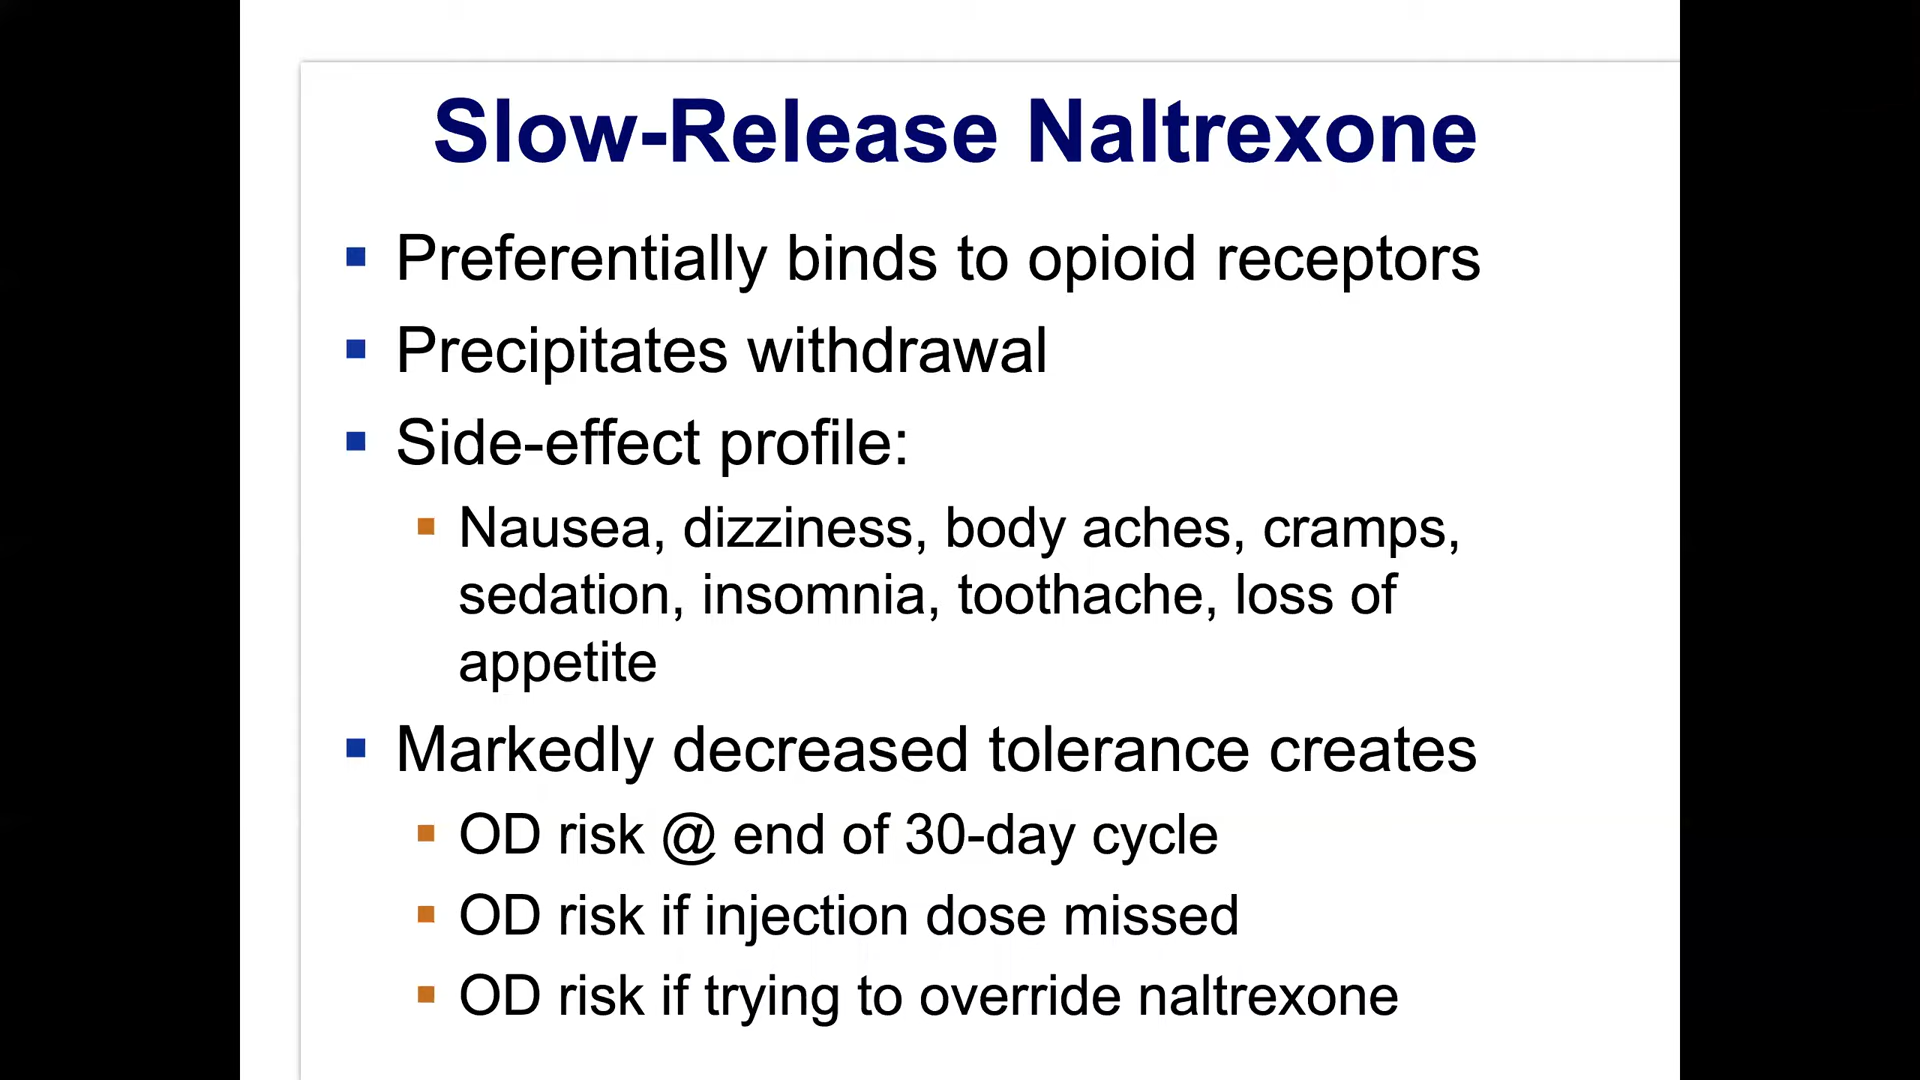 Slow-Release Naltrexone
▪ Preferentially binds to opioid receptors
▪ Precipitates withdrawal
▪ Side-effect profile:
▪ Nausea, dizziness, body aches, cramps,
sedation, insomnia, toothache, loss of
appetite
▪ Markedly decreased tolerance creates
▪ OD risk @ end of 30-day cycle
▪ OD risk if injection dose missed
▪ OD risk if trying to override naltrexone